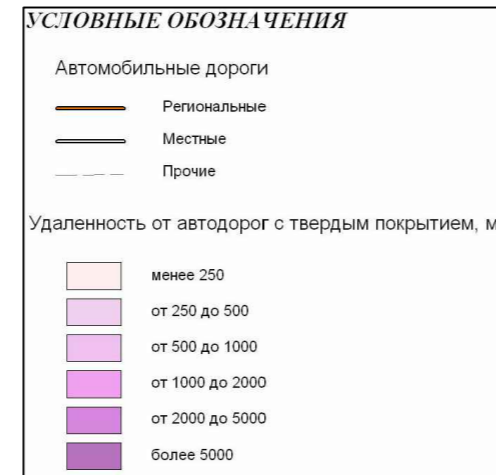 УСЛОВНЫЕ ОБОЗНАЧЕНИЯ
Автомобильные дороги
Региональные
Местные
Прочие
Удаленность от автодорог с твердым покрытием, м
менее 250
от 250 до 500
от 500 до 1000
от 1000 до 2000
от 2000 до 5000
более 5000